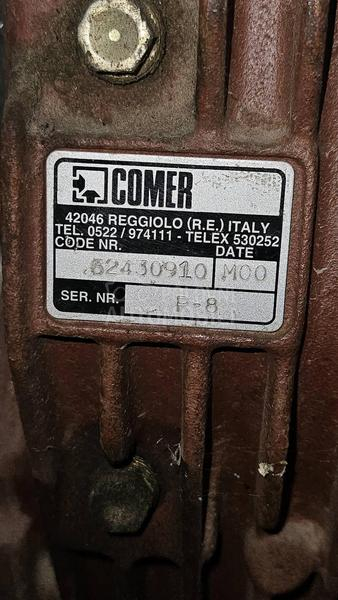 COMER
42046 REGGIOLO (R.E.) ITALY
TEL. 0522 / 974111 - TELEX 530252
CODE NR. DATE
62430910 M00
SER. NR. P-8